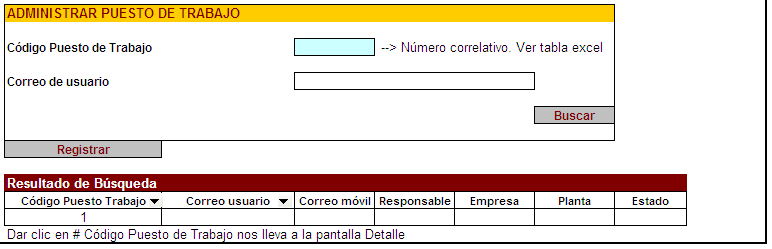 ADMINISTRAR PUESTO DE TRABAJO
Código Puesto de Trabajo --> Número correlativo. Ver tabla excel
Correo de usuario
Buscar
Registrar
Resultado de Búsqueda
Código Puesto Trabajo Correo usuario Correo móvil Responsable Empresa Planta Estado
1
Dar clic en # Código Puesto de Trabajo nos lleva a la pantalla Detalle